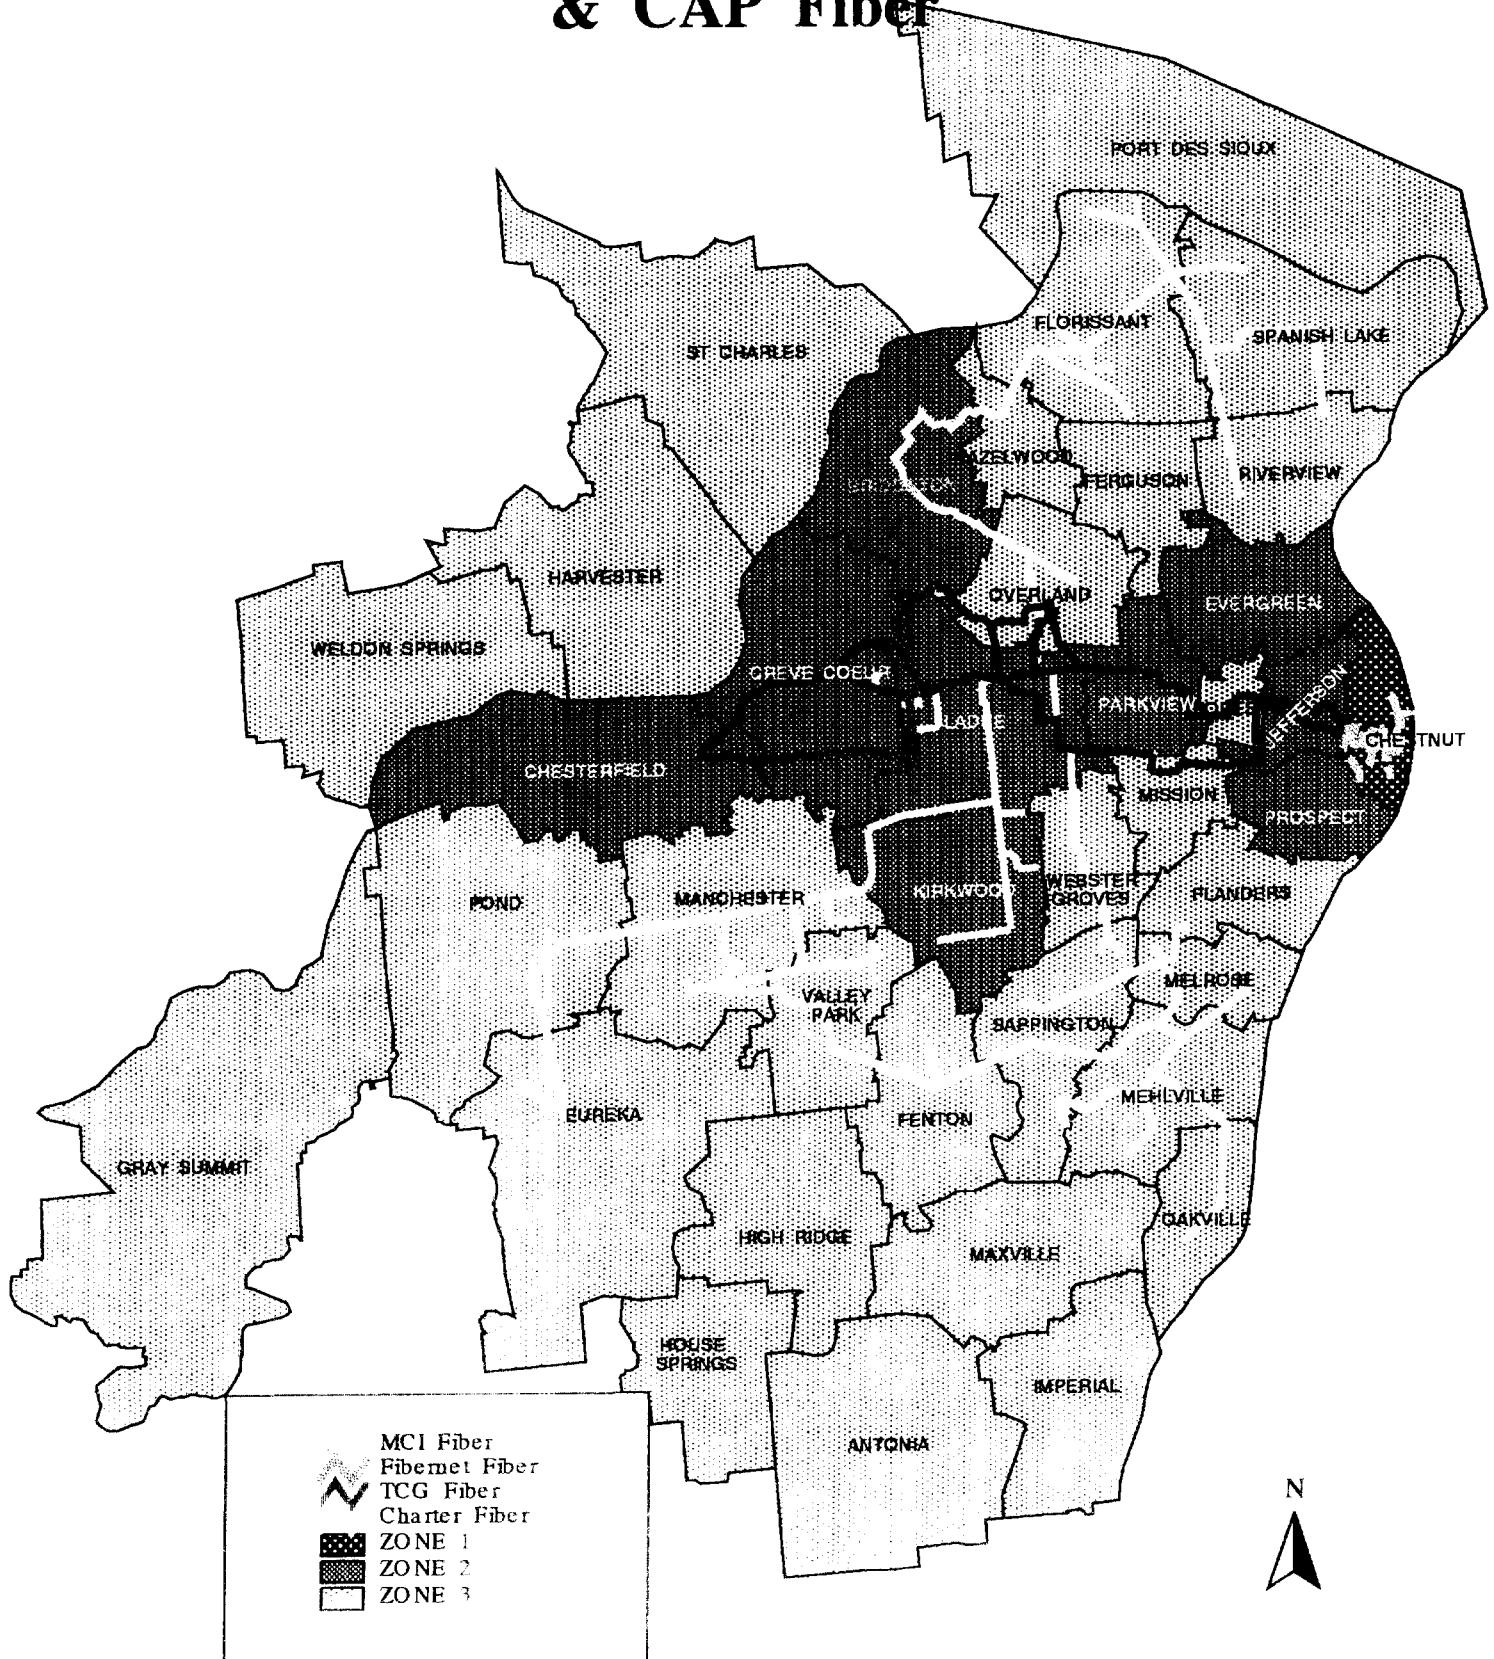 & CAP Fiber
PORT DES SIOUX
FLORISSANT
SPANISH LAKE
ST CHARLES
AZELWOOD
FERGUSON
RIVERVIEW
HARVESTER
OVERLAND
EVERGREEN
WELDON SPRINGS
CREVE COEUR
LADUE
PARKVIEW
JEFFERSON
CHESTNUT
CHESTERFIELD
MISSION
PROSPECT
POND
MANCHESTER
KIRKWOOD
WEBSTER
GROVES
FLANDERS
MELROSE
VALLEY
PARK
SAPPINGTON
MEHLVILLE
EUREKA
FENTON
GRAY SUMMIT
OAKVILLE
HIGH RIDGE
MAXVILLE
HOUSE
SPRINGS
IMPERIAL
ANTONIA
MCI Fiber
Fibernet Fiber
TCG Fiber
Charter Fiber
ZONE 1
ZONE 2
ZONE 3
N